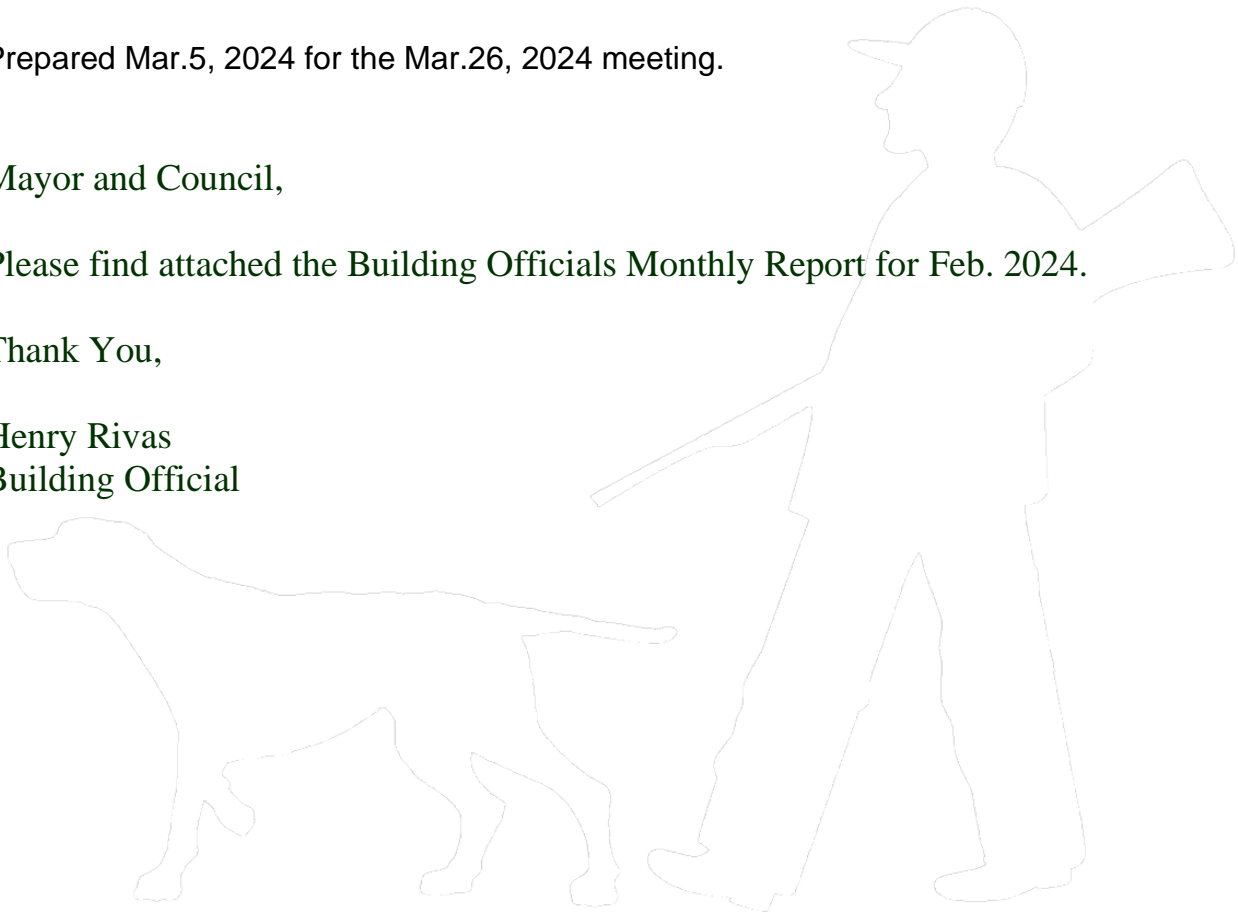 Prepared Mar.5, 2024 for the Mar.26, 2024 meeting.
Mayor and Council,
Please find attached the Building Officials Monthly Report for Feb. 2024.
Thank You,
Henry Rivas
Building Official